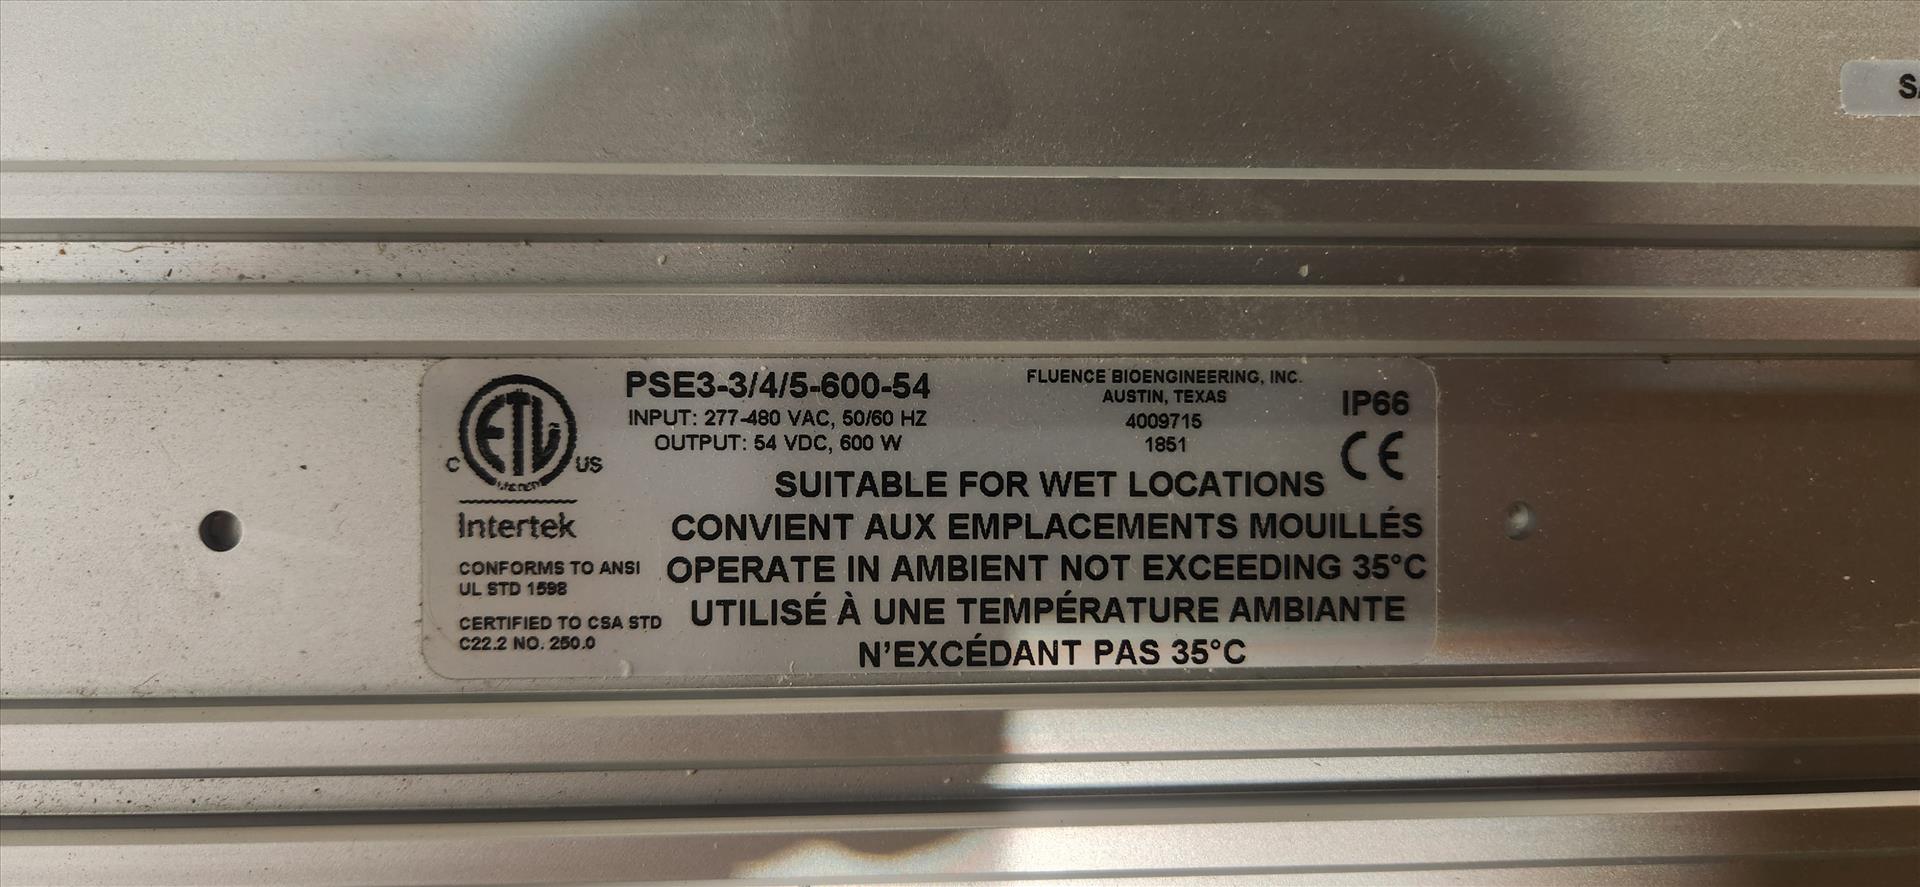 S
ETL
C US
LISTED
Intertek
CONFORMS TO ANSI
UL STD 1598
CERTIFIED TO CSA STD
C22.2 NO. 250.0
PSE3-3/4/5-600-54
INPUT: 277-480 VAC, 50/60 HZ
OUTPUT: 54 VDC, 600 W
FLUENCE BIOENGINEERING, INC.
AUSTIN, TEXAS
4009715
1851
IP66
CE
SUITABLE FOR WET LOCATIONS
CONVIENT AUX EMPLACEMENTS MOUILLÉS
OPERATE IN AMBIENT NOT EXCEEDING 35°C
UTILISÉ À UNE TEMPÉRATURE AMBIANTE
N'EXCÉDANT PAS 35°C